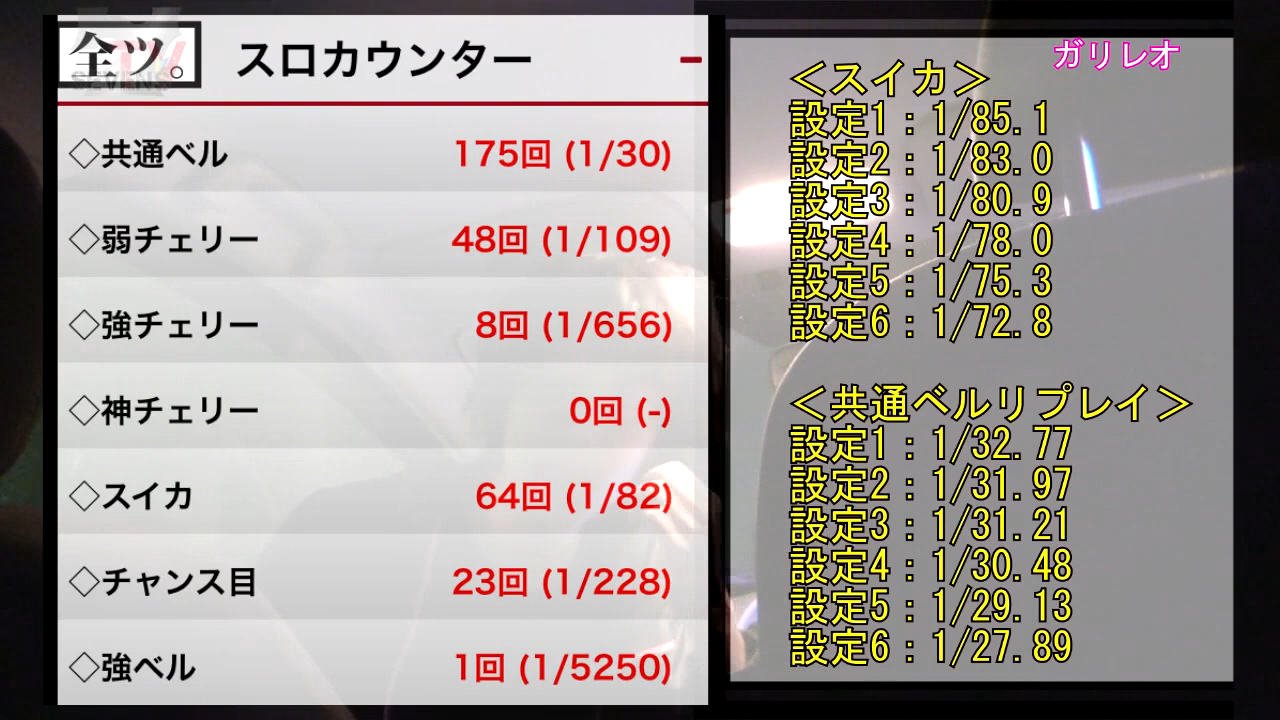 全ツ。
スロカウンター
◇共通ベル 175回 (1/30)
◇弱チェリー 48回 (1/109)
◇強チェリー 8回 (1/656)
◇神チェリー 0回 (-)
◇スイカ 64回 (1/82)
◇チャンス目 23回 (1/228)
◇強ベル 1回 (1/5250)
ガリレオ
＜スイカ＞
設定1：1/85.1
設定2：1/83.0
設定3：1/80.9
設定4：1/78.0
設定5：1/75.3
設定6：1/72.8
＜共通ベルリプレイ＞
設定1：1/32.77
設定2：1/31.97
設定3：1/31.21
設定4：1/30.48
設定5：1/29.13
設定6：1/27.89